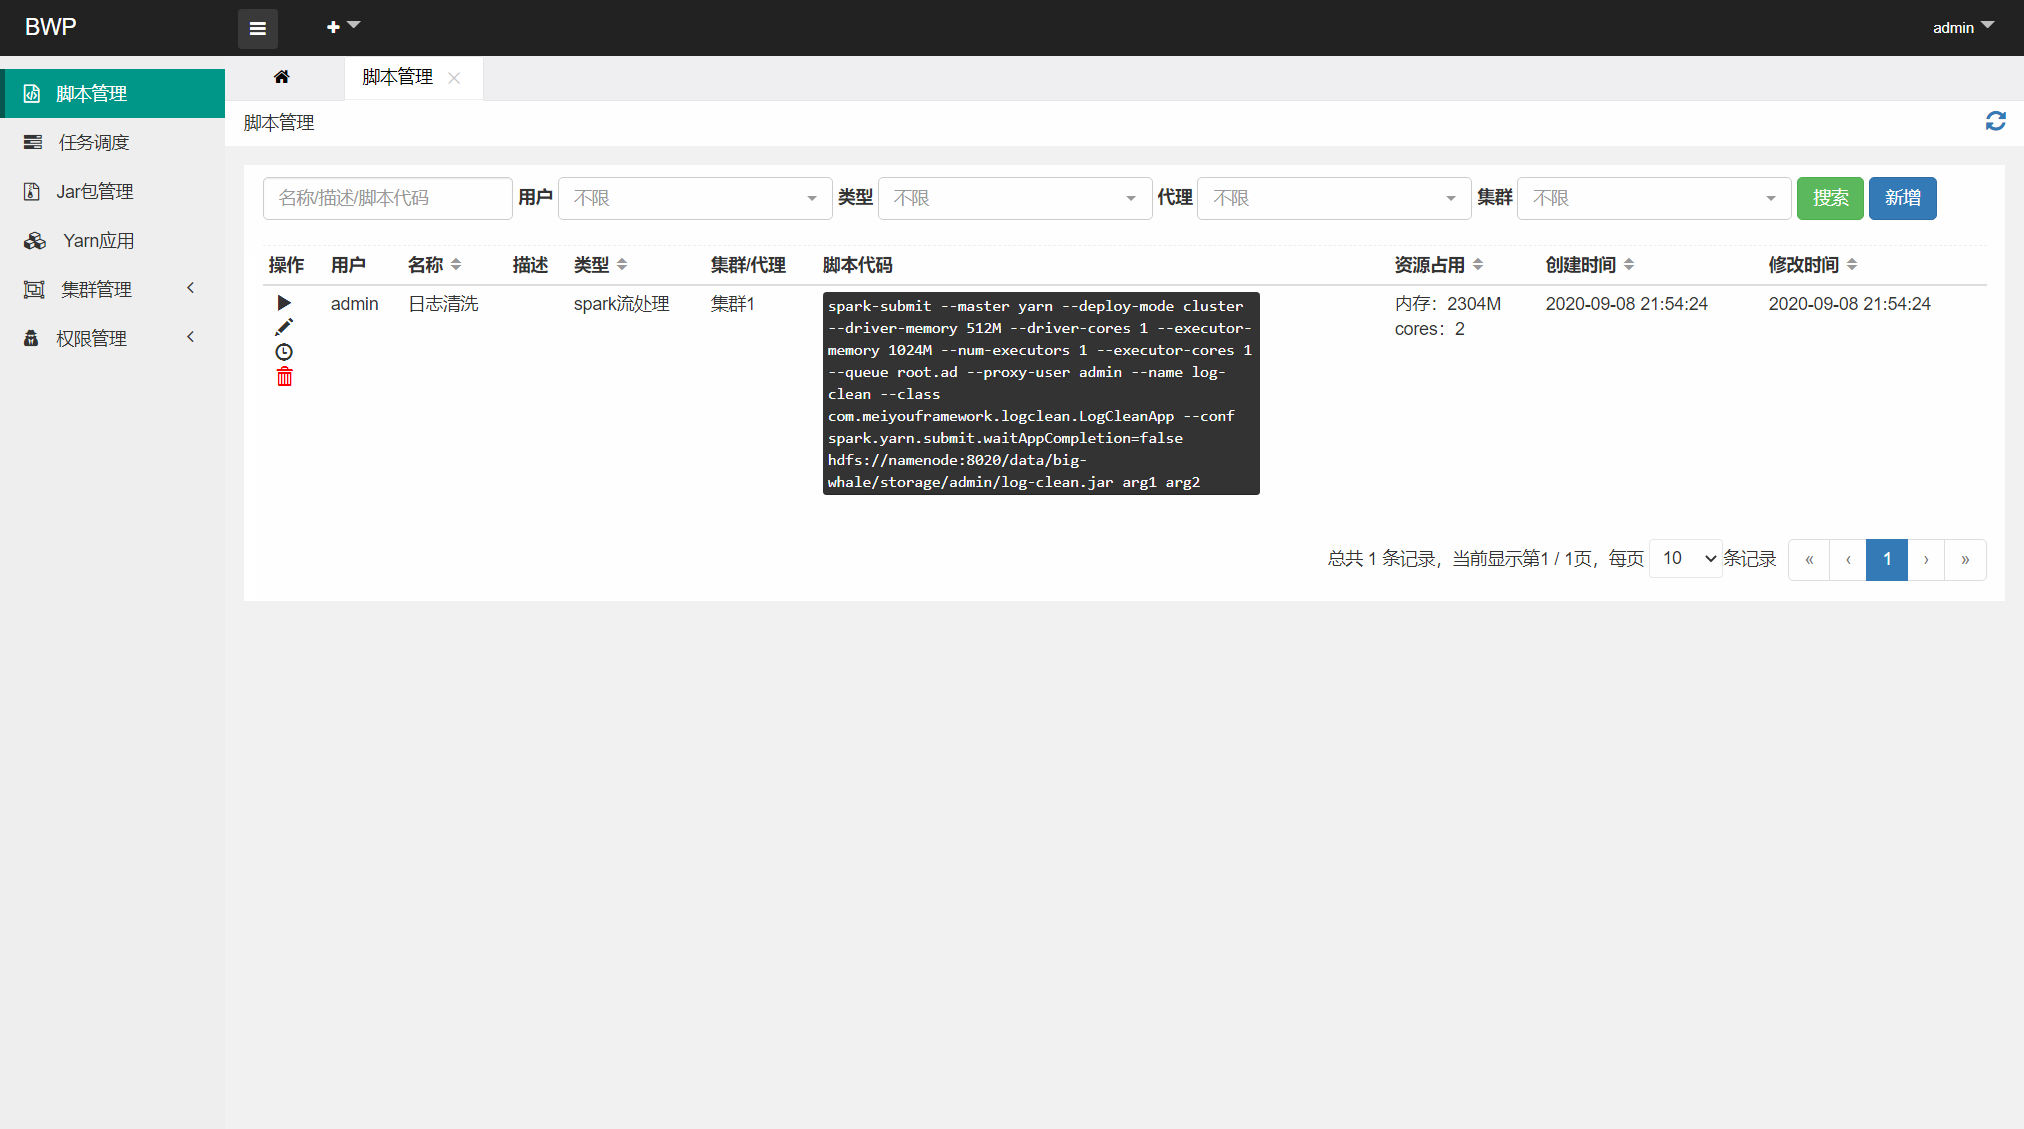 BWP
admin
脚本管理
任务调度
Jar包管理
Yarn应用
集群管理
权限管理
脚本管理
脚本管理
名称/描述/脚本代码 用户 不限 类型 不限 代理 不限 集群 不限 搜索 新增
操作 用户 名称 描述 类型 集群/代理 脚本代码 资源占用 创建时间 修改时间
admin 日志清洗 spark流处理 集群1
spark-submit --master yarn --deploy-mode cluster
--driver-memory 512M --driver-cores 1 --executor-
memory 1024M --num-executors 1 --executor-cores 1
--queue root.ad --proxy-user admin --name log-
clean --class
com.meiyouframework.logclean.LogCleanApp --conf
spark.yarn.submit.waitAppCompletion=false
hdfs://namenode:8020/data/big-
whale/storage/admin/log-clean.jar arg1 arg2
内存：2304M
cores：2
2020-09-08 21:54:24 2020-09-08 21:54:24
总共 1 条记录，当前显示第1 / 1页，每页 10 条记录 « ‹ 1 › »